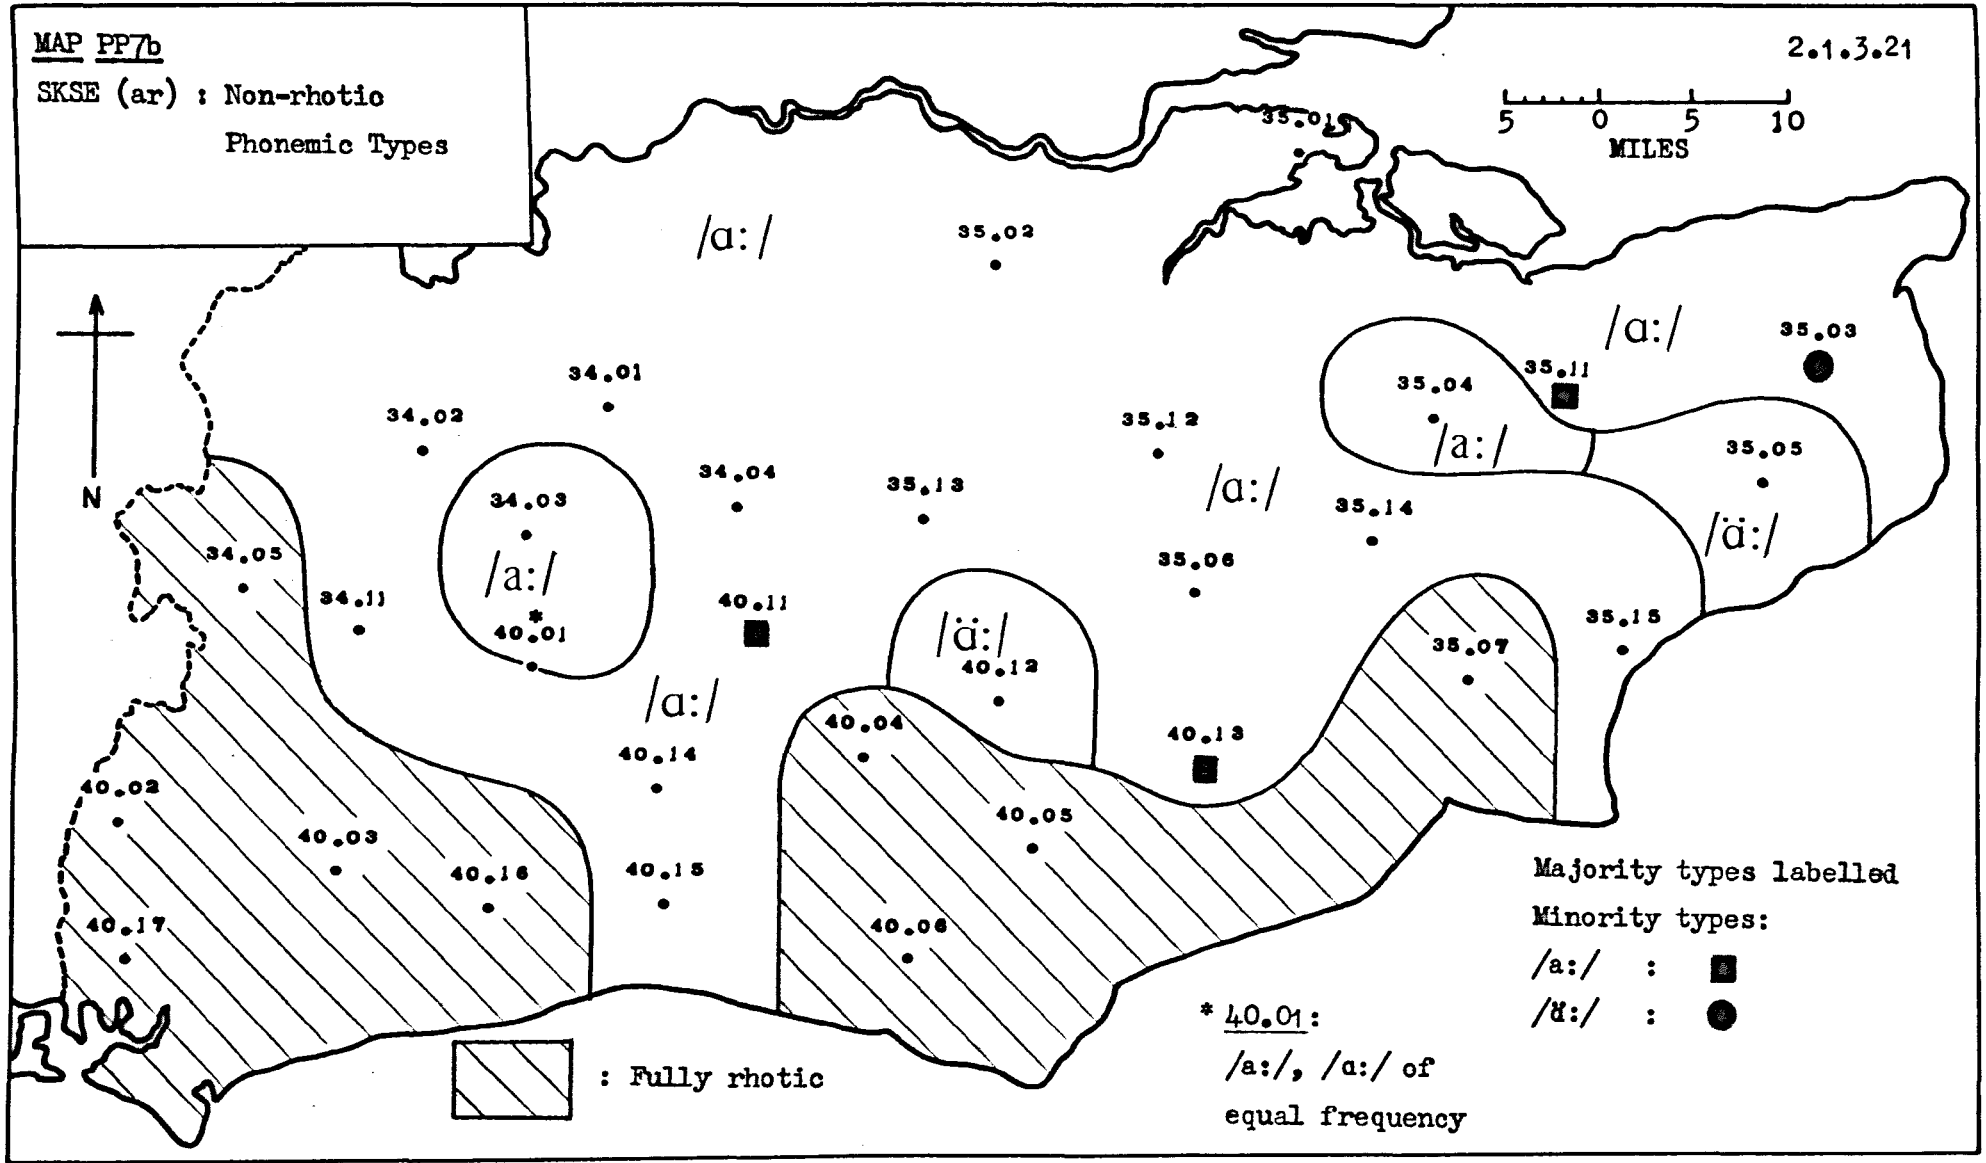 MAP PP7b
SKSE (ar) : Non-rhotic
Phonemic Types
2.1.3.21
5 0 5 10
MILES
35.01
/ɑ:/
35.02
/ɑ:/
35.03
N
34.01
34.02
35.11
35.04
35.12
/a:/
35.05
34.03
34.04
35.13
/ɑ:/
35.14
/ɑ̈:/
34.05
/a:/
35.06
34.11
*
40.01
40.11
/ɑ̈:/
40.12
35.15
35.07
/ɑ:/
40.04
40.13
40.14
40.02
40.03
40.05
40.16
40.15
40.17
40.06
Majority types labelled
Minority types:
/a:/ :
/ɑ̈:/ :
* 40.01:
/a:/, /ɑ:/ of
equal frequency
: Fully rhotic